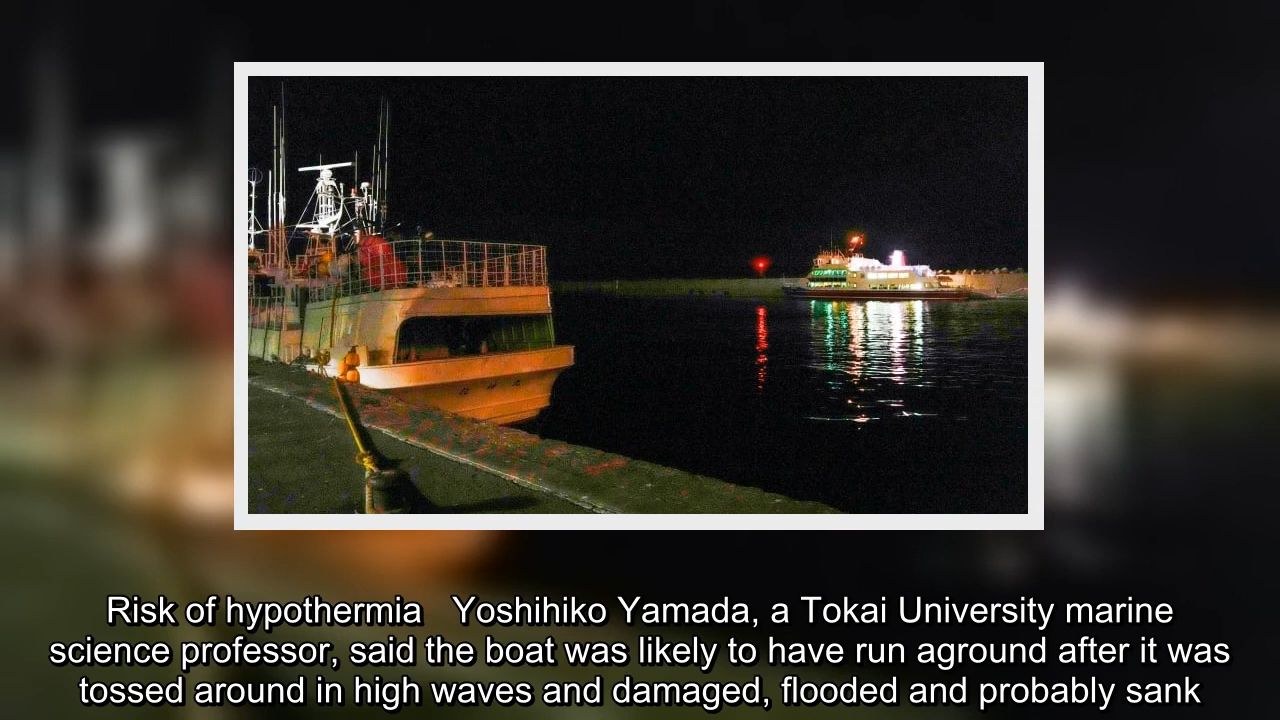 Risk of hypothermia Yoshihiko Yamada, a Tokai University marine
science professor, said the boat was likely to have run aground after it was
tossed around in high waves and damaged, flooded and probably sank